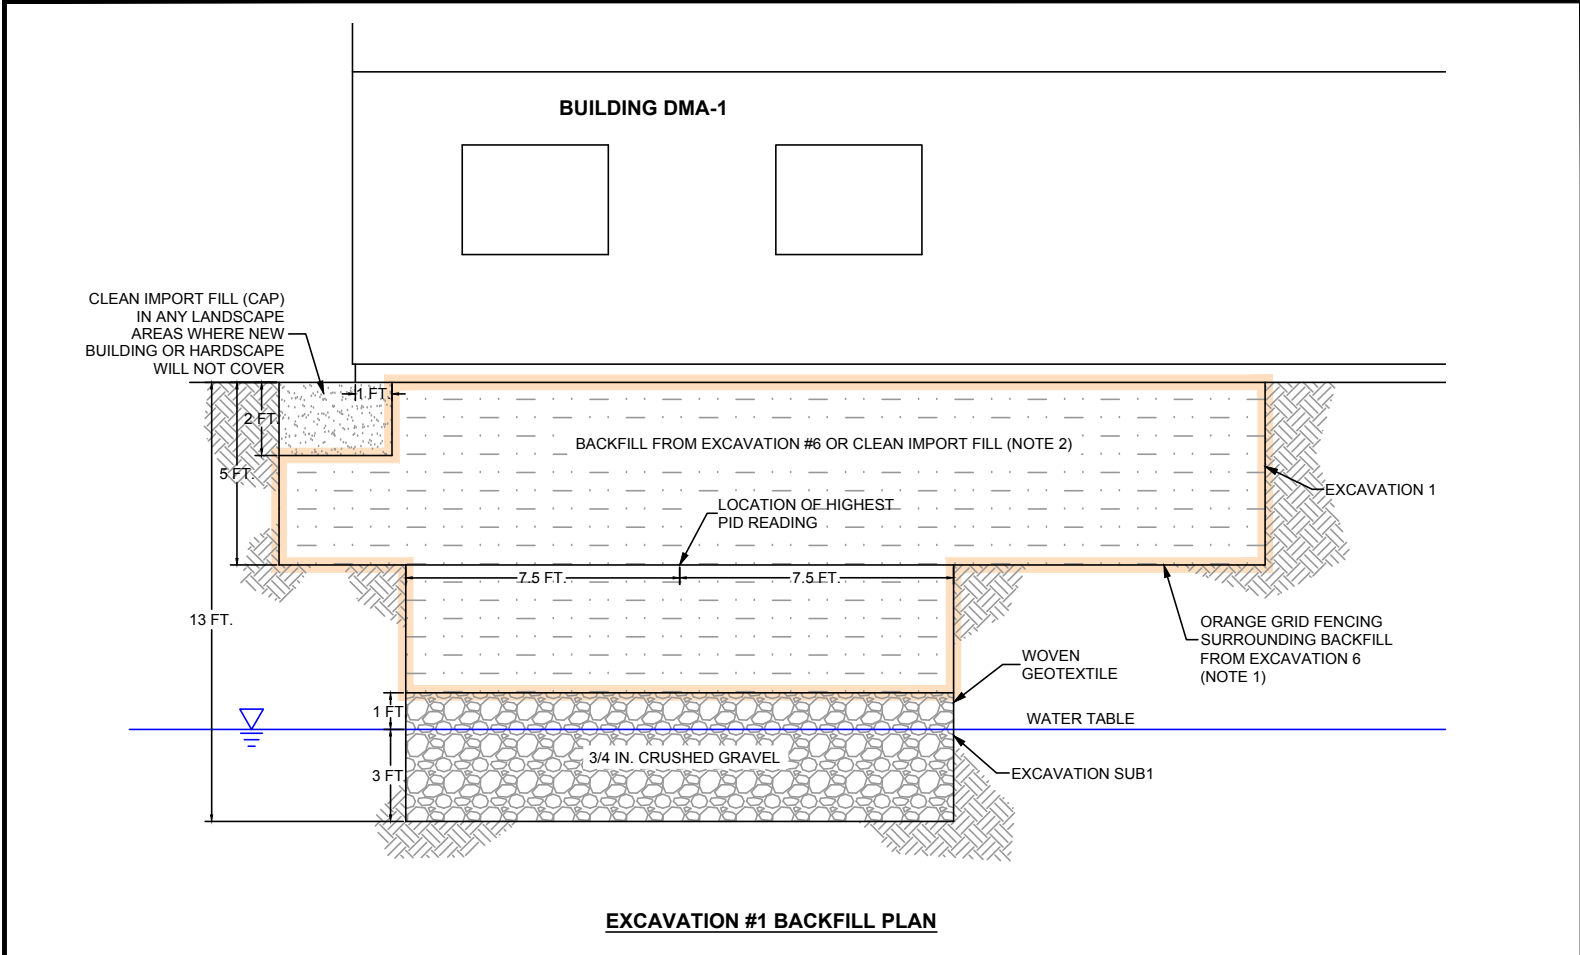 BUILDING DMA-1
CLEAN IMPORT FILL (CAP)
IN ANY LANDSCAPE
AREAS WHERE NEW
BUILDING OR HARDSCAPE
WILL NOT COVER
1 FT.
2 FT.
5 FT.
13 FT.
BACKFILL FROM EXCAVATION #6 OR CLEAN IMPORT FILL (NOTE 2)
EXCAVATION 1
LOCATION OF HIGHEST
PID READING
7.5 FT.
7.5 FT.
ORANGE GRID FENCING
SURROUNDING BACKFILL
FROM EXCAVATION 6
(NOTE 1)
WOVEN
GEOTEXTILE
1 FT
WATER TABLE
3 FT.
3/4 IN. CRUSHED GRAVEL
EXCAVATION SUB1
EXCAVATION #1 BACKFILL PLAN